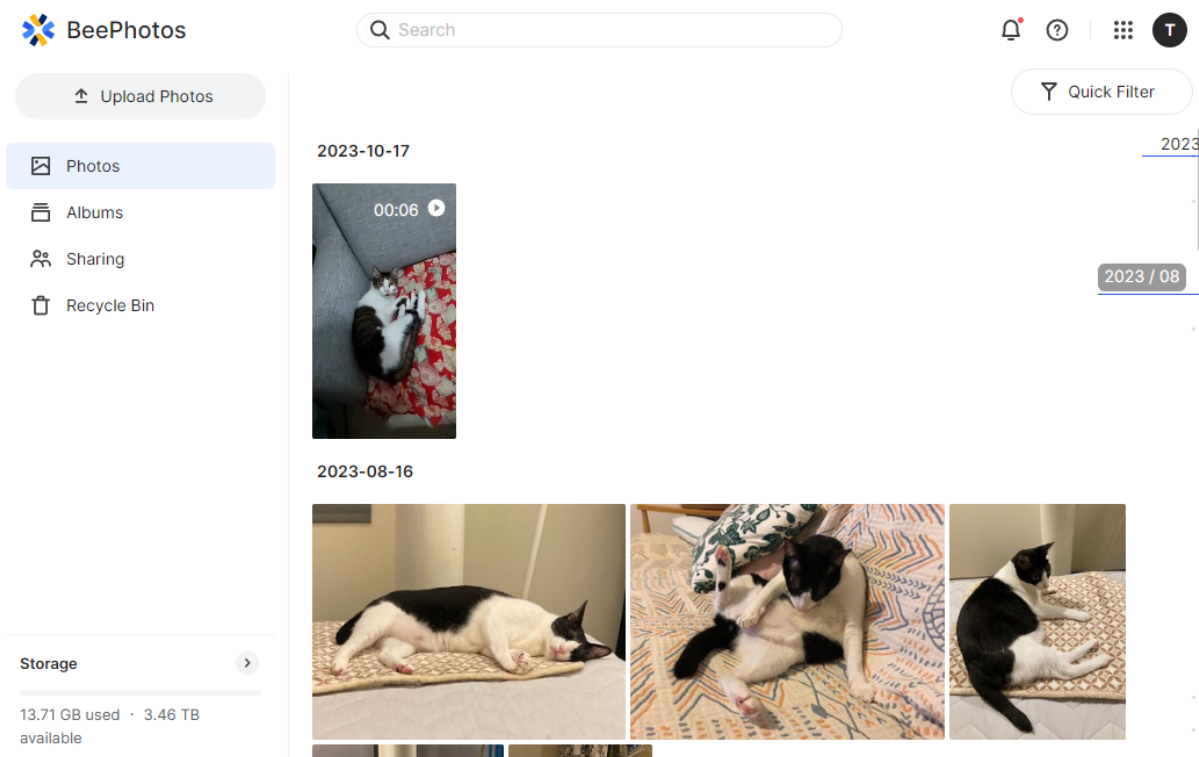 BeePhotos
Search
T
Upload Photos
Quick Filter
Photos
Albums
Sharing
Recycle Bin
2023-10-17
2023
00:06
2023 / 08
2023-08-16
Storage
13.71 GB used · 3.46 TB
available